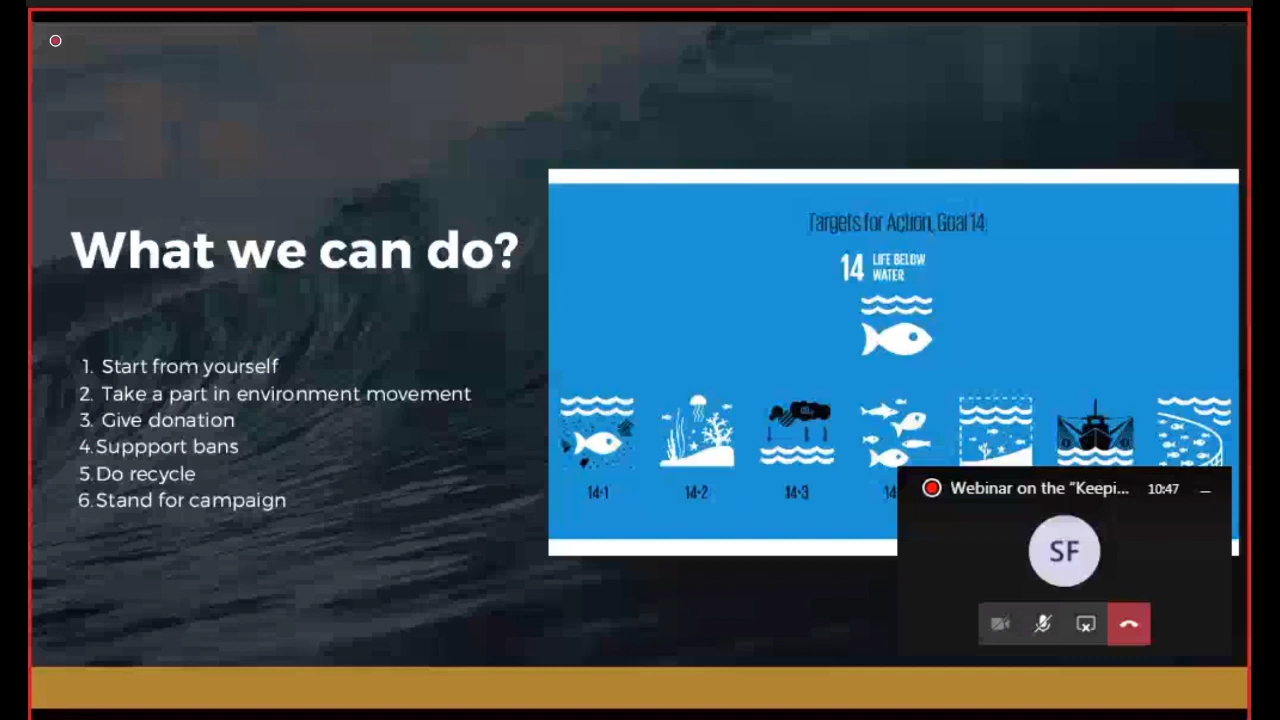 What we can do?
1. Start from yourself
2. Take a part in environment movement
3. Give donation
4. Suppport bans
5. Do recycle
6. Stand for campaign
Targets for Action, Goal 14
14 LIFE BELOW
WATER
CO₂
14·1 14·2 14·3 14
Webinar on the “Keepi... 10:47
SF